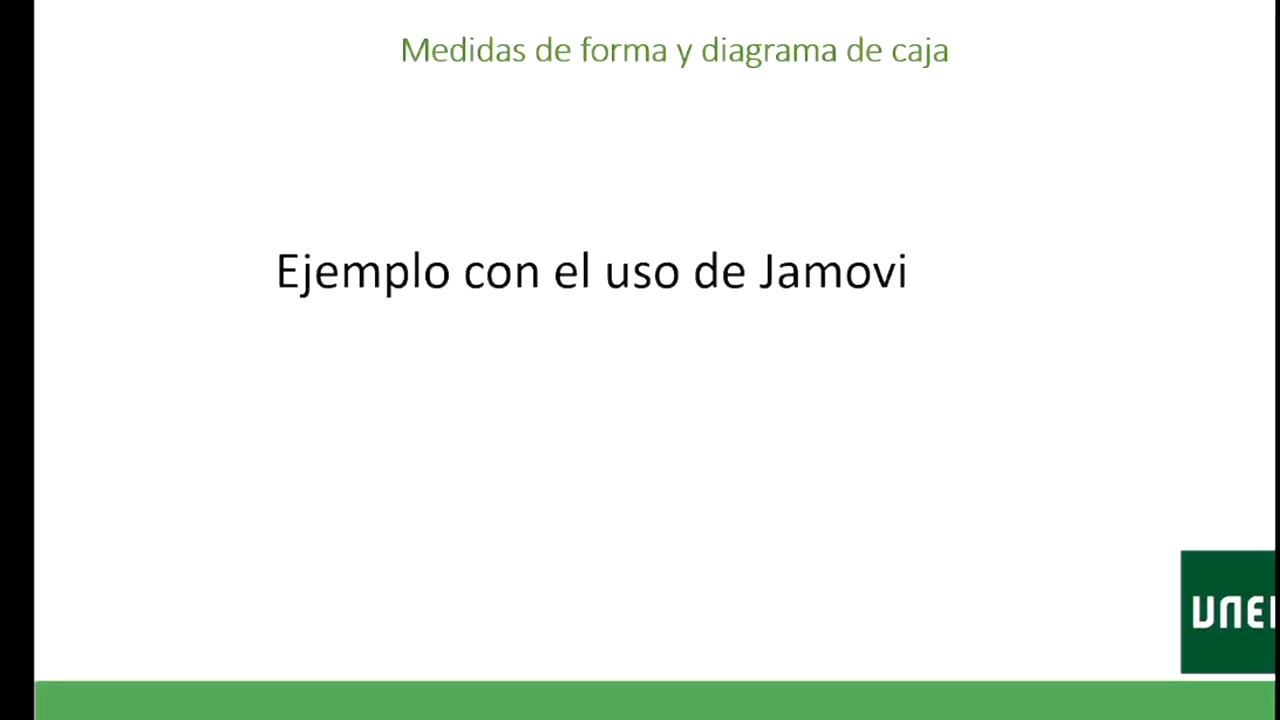 Medidas de forma y diagrama de caja
Ejemplo con el uso de Jamovi
UNE